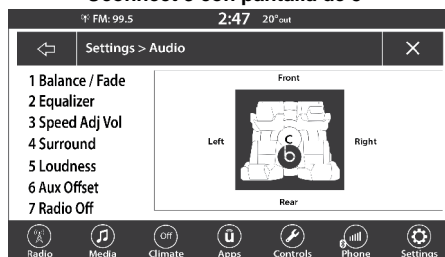 FM: 99.5 2:47 20°out
Settings > Audio
1 Balance / Fade
2 Equalizer
3 Speed Adj Vol
4 Surround
5 Loudness
6 Aux Offset
7 Radio Off
Front
Left
C
Right
Rear
Off
ū
Radio Media Climate Apps Controls Phone Settings